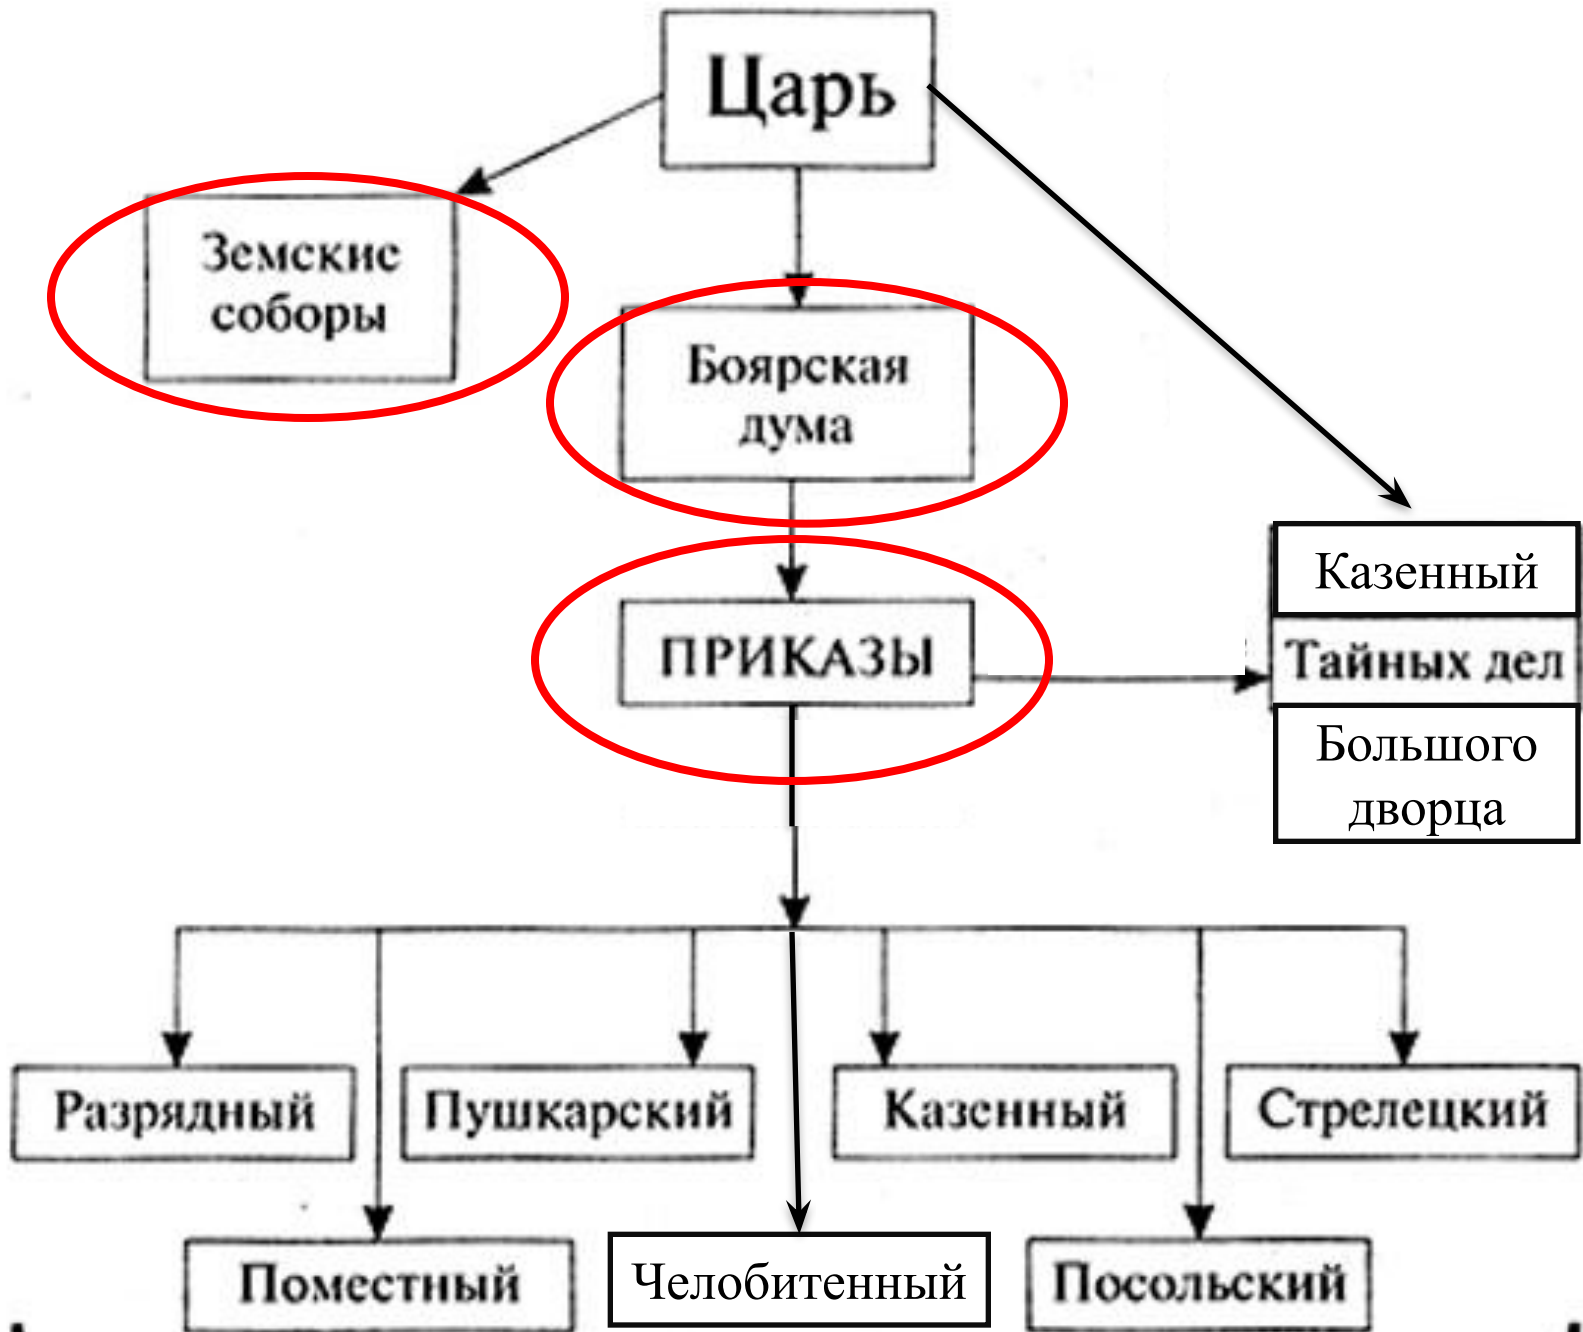 Царь
Земские
соборы
Боярская
дума
Казенный
ПРИКАЗЫ
Тайных дел
Большого
дворца
Разрядный
Пушкарский
Казенный
Стрелецкий
Поместный
Челобитенный
Посольский